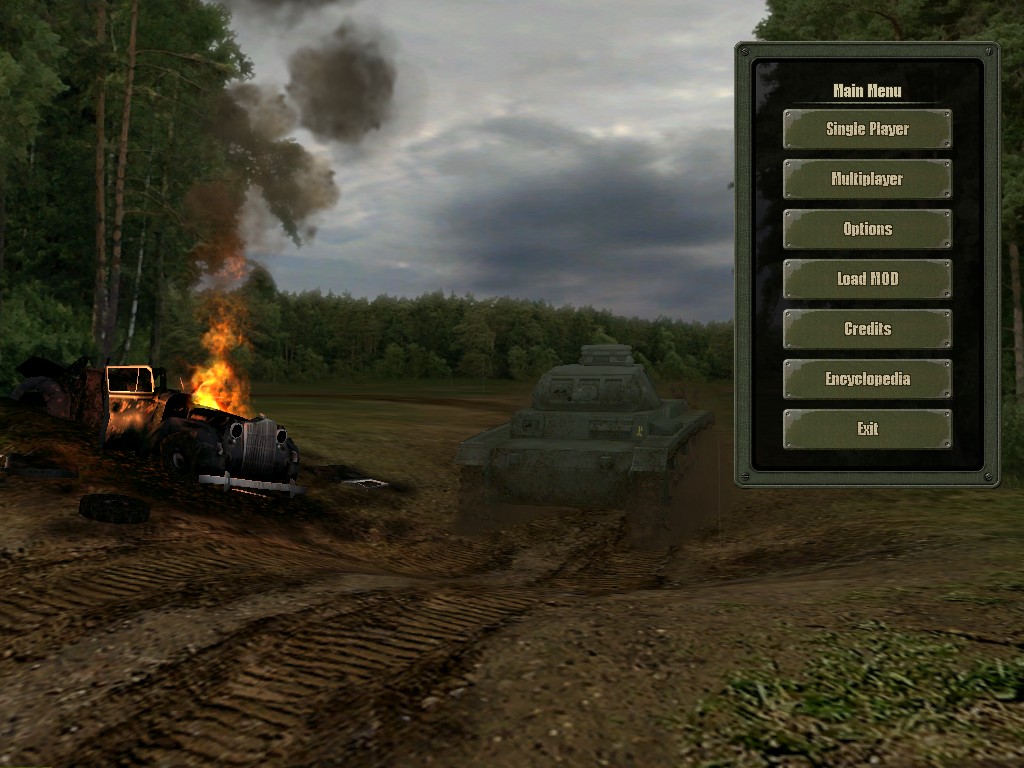 Main Menu
Single Player
Multiplayer
Options
Load MOD
Credits
Encyclopedia
Exit